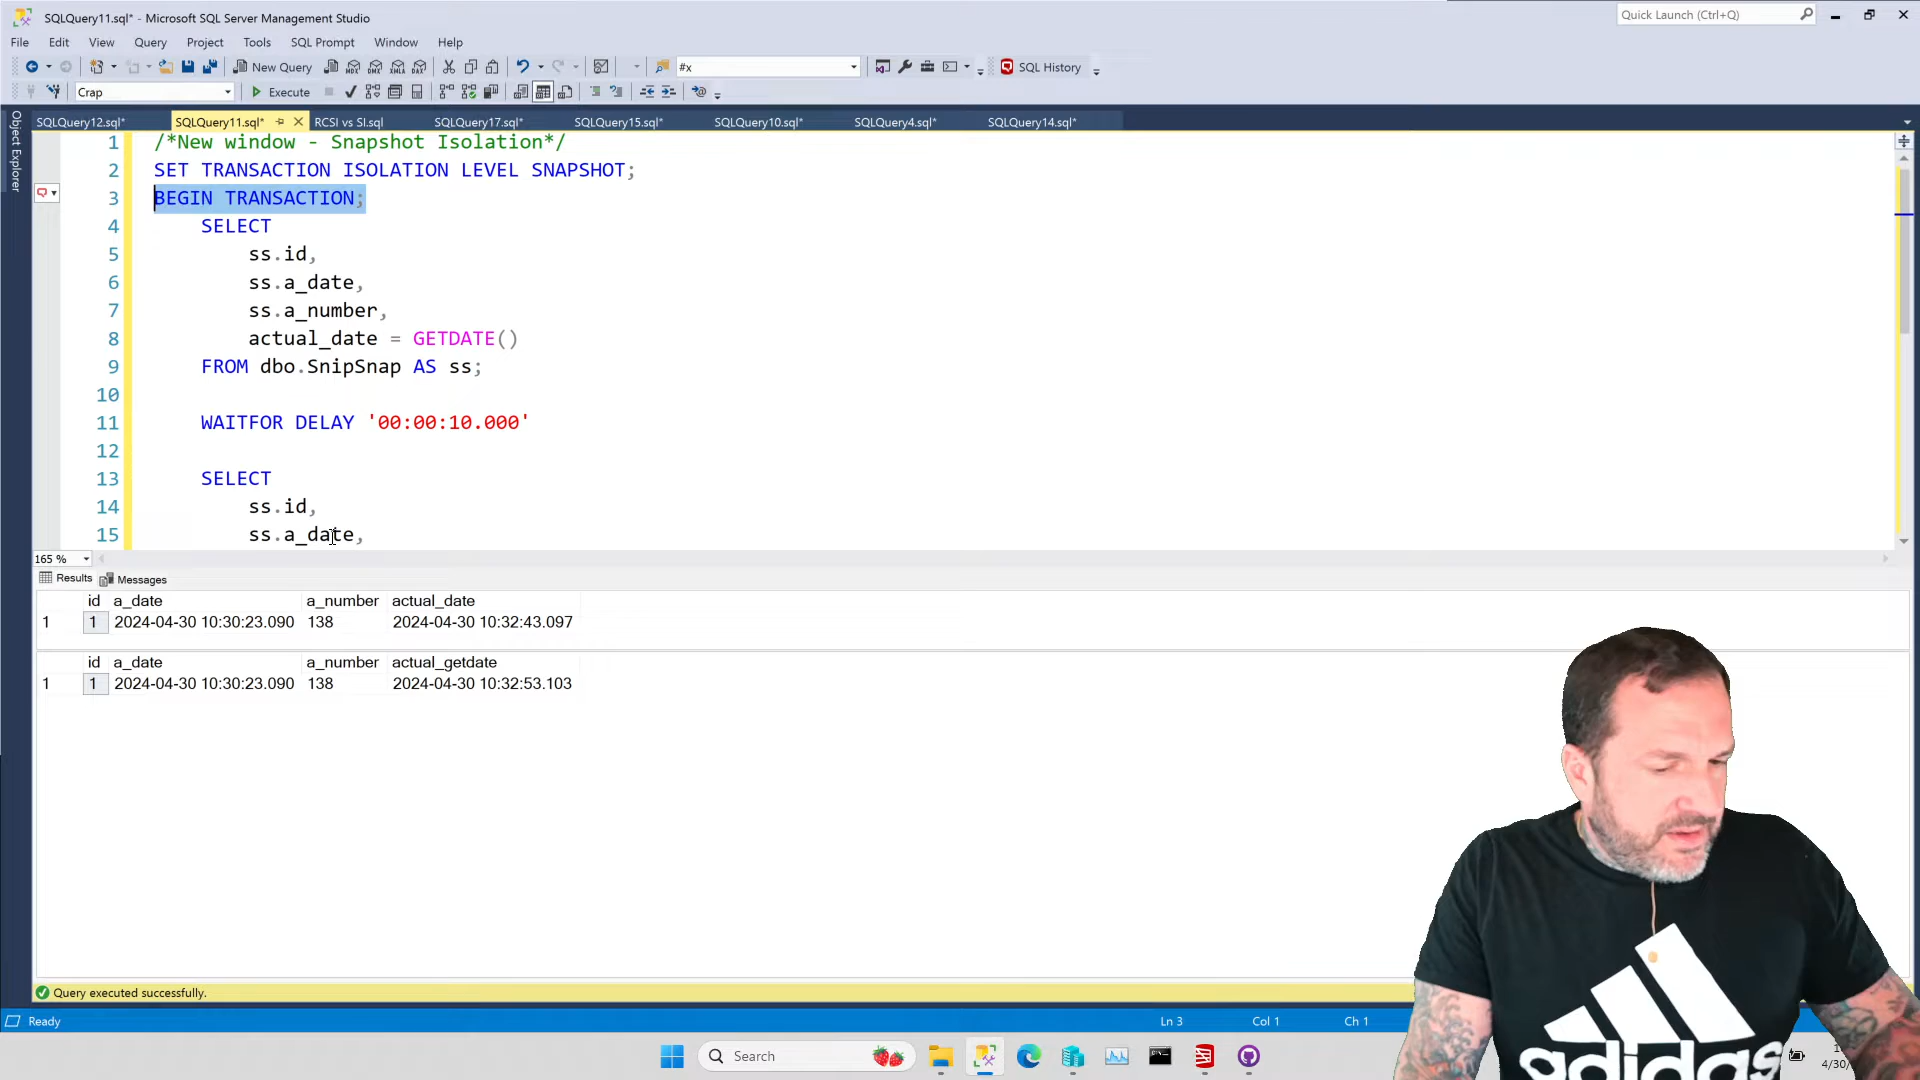 SQLQuery11.sql* - Microsoft SQL Server Management Studio
Quick Launch (Ctrl+Q)
File Edit View Query Project Tools SQL Prompt Window Help
New Query #x SQL History
Crap Execute
SQLQuery12.sql* SQLQuery11.sql* RCSI vs SI.sql SQLQuery17.sql* SQLQuery15.sql* SQLQuery10.sql* SQLQuery4.sql* SQLQuery14.sql*
Object Explorer
1 /*New window - Snapshot Isolation*/
2 SET TRANSACTION ISOLATION LEVEL SNAPSHOT;
3 BEGIN TRANSACTION;
4 SELECT
5 ss.id,
6 ss.a_date,
7 ss.a_number,
8 actual_date = GETDATE()
9 FROM dbo.SnipSnap AS ss;
10
11 WAITFOR DELAY '00:00:10.000'
12
13 SELECT
14 ss.id,
15 ss.a_date,
165 %
Results Messages
id a_date a_number actual_date
1 1 2024-04-30 10:30:23.090 138 2024-04-30 10:32:43.097
id a_date a_number actual_getdate
1 1 2024-04-30 10:30:23.090 138 2024-04-30 10:32:53.103
Query executed successfully.
Ready Ln 3 Col 1 Ch 1
Search
4/30/
adidas